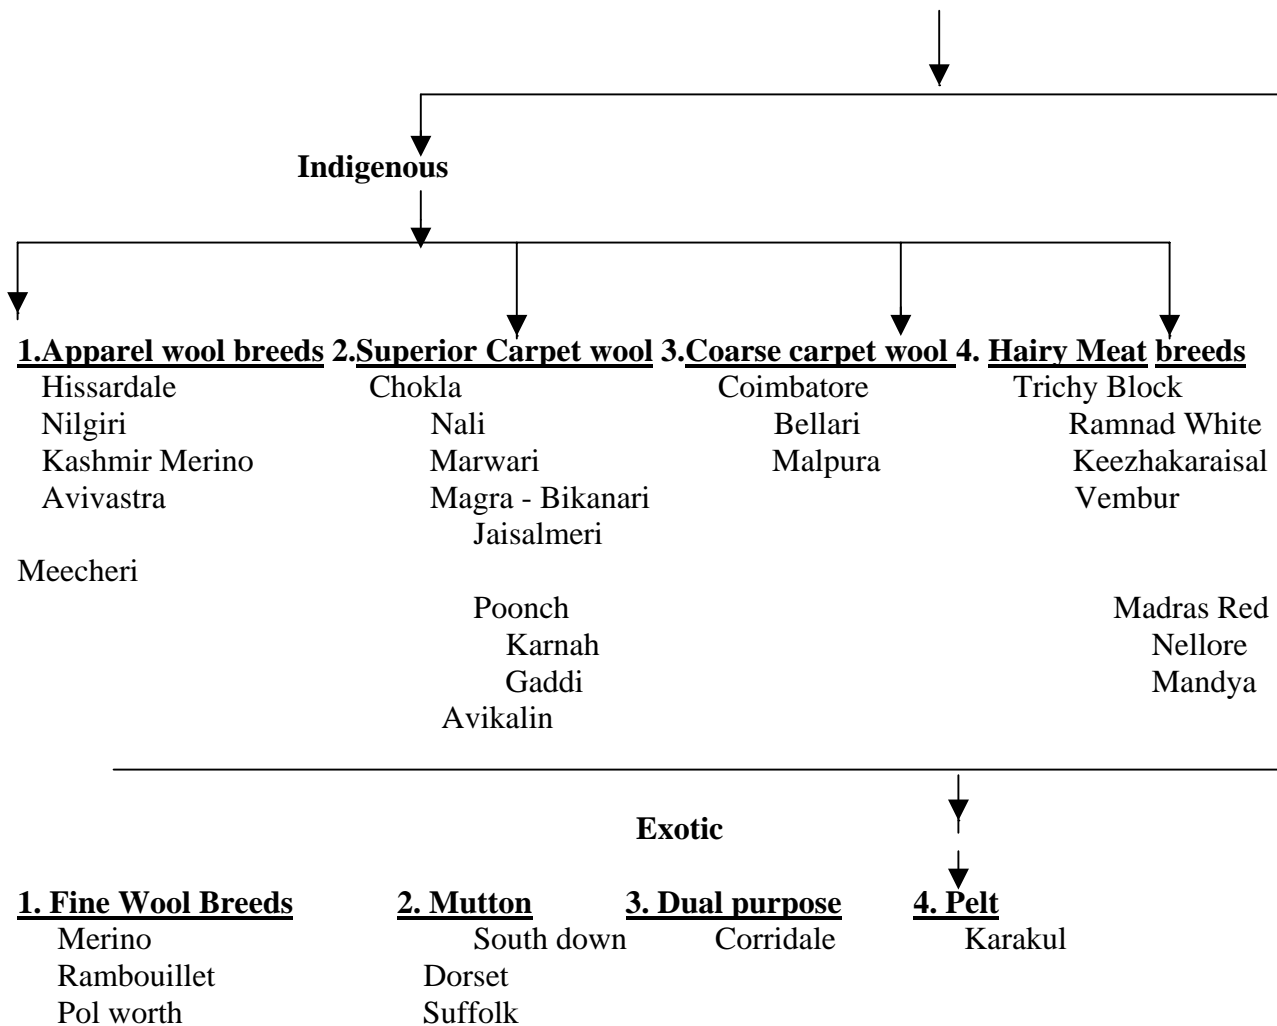 Indigenous
1.Apparel wool breeds 2.Superior Carpet wool 3.Coarse carpet wool 4. Hairy Meat breeds
Hissardale Chokla Coimbatore Trichy Block
Nilgiri Nali Bellari Ramnad White
Kashmir Merino Marwari Malpura Keezhakaraisal
Avivastra Magra - Bikanari Vembur
Jaisalmeri
Meecheri
Poonch Madras Red
Karnah Nellore
Gaddi Mandya
Avikalin
Exotic
1. Fine Wool Breeds 2. Mutton 3. Dual purpose 4. Pelt
Merino South down Corridale Karakul
Rambouillet Dorset
Pol worth Suffolk